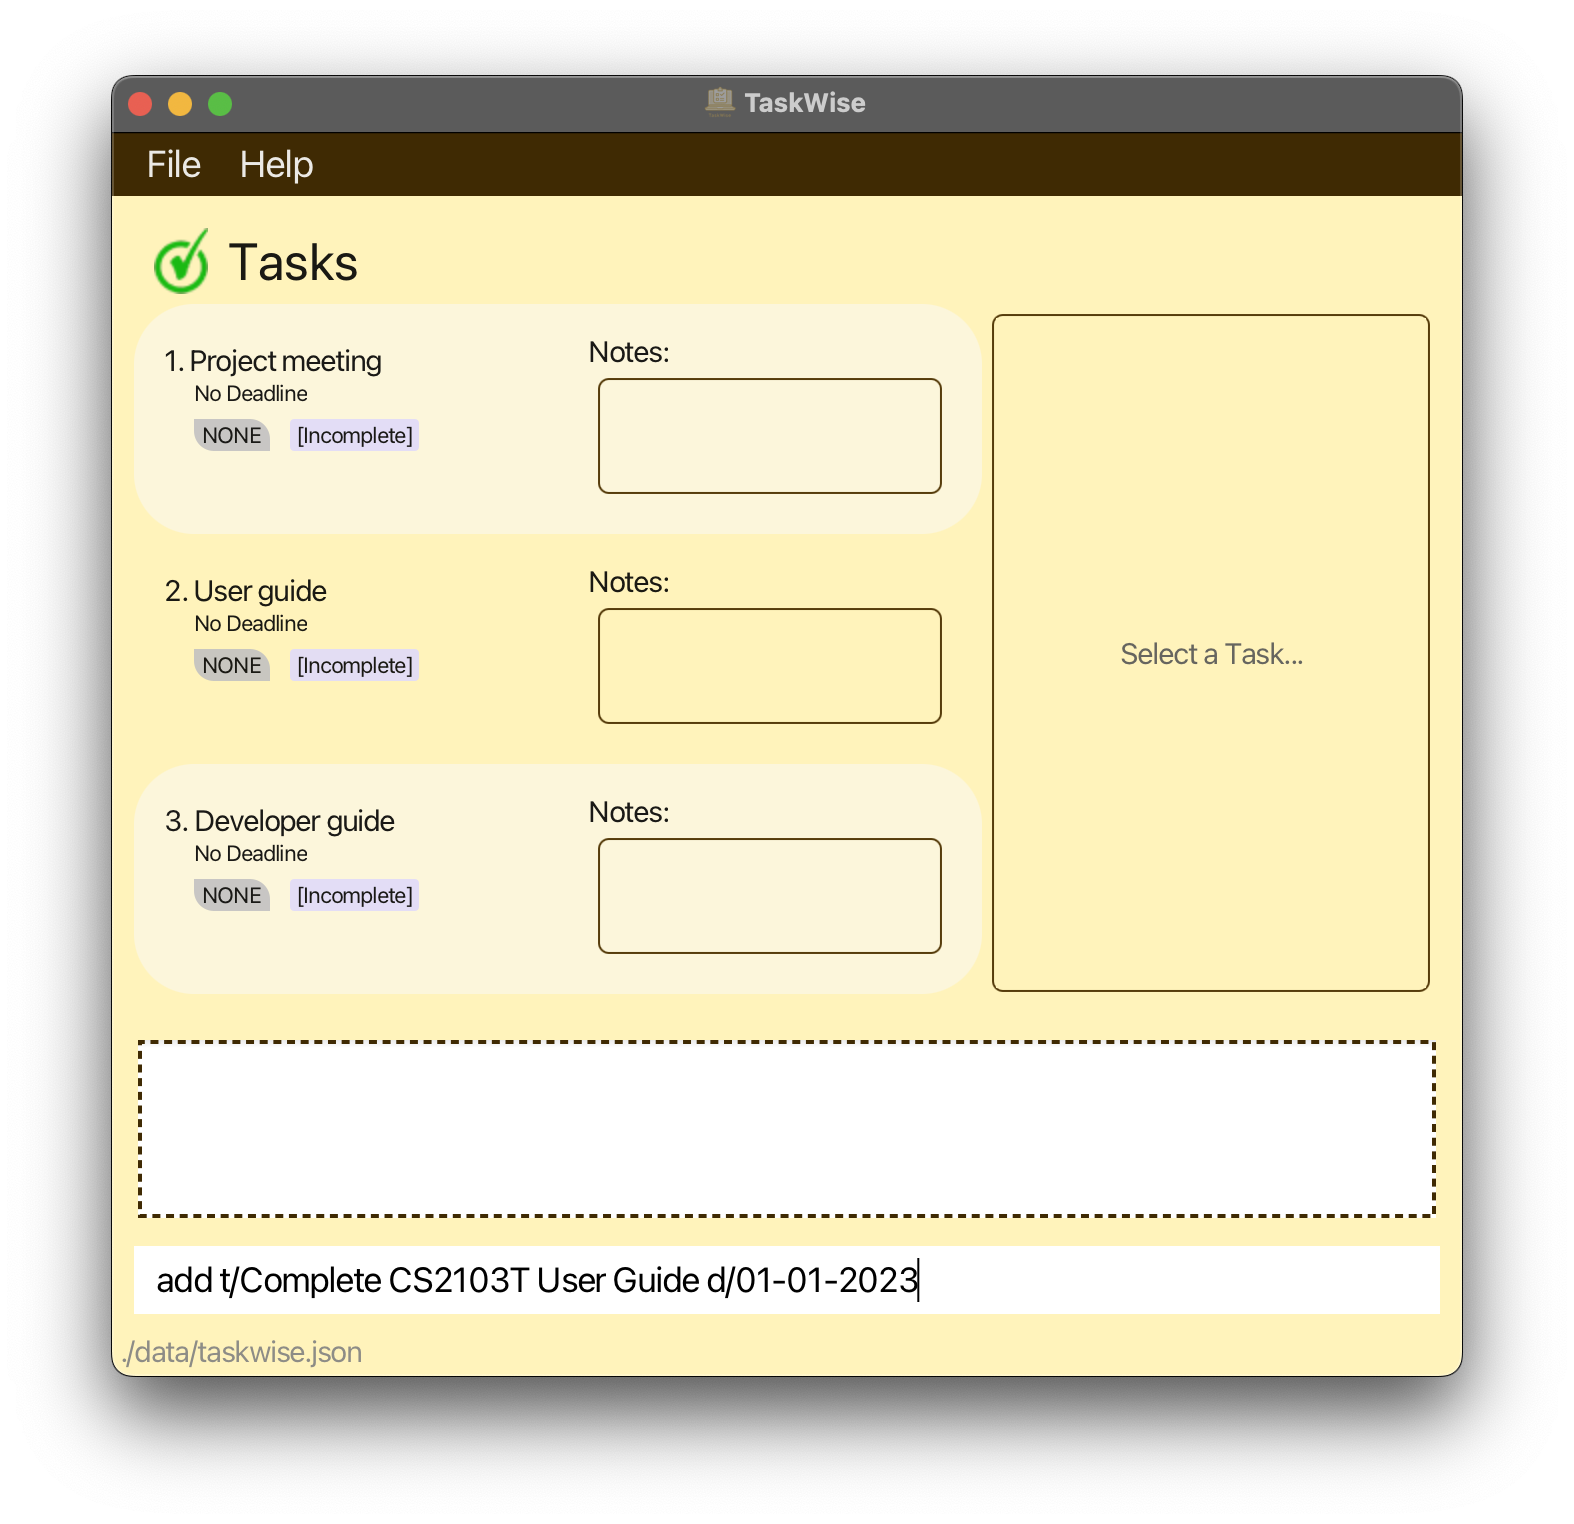 TaskWise
File Help
Tasks
1. Project meeting
No Deadline
NONE [Incomplete]
Notes:
2. User guide
No Deadline
NONE [Incomplete]
Notes:
3. Developer guide
No Deadline
NONE [Incomplete]
Notes:
Select a Task...
add t/Complete CS2103T User Guide d/01-01-2023
./data/taskwise.json